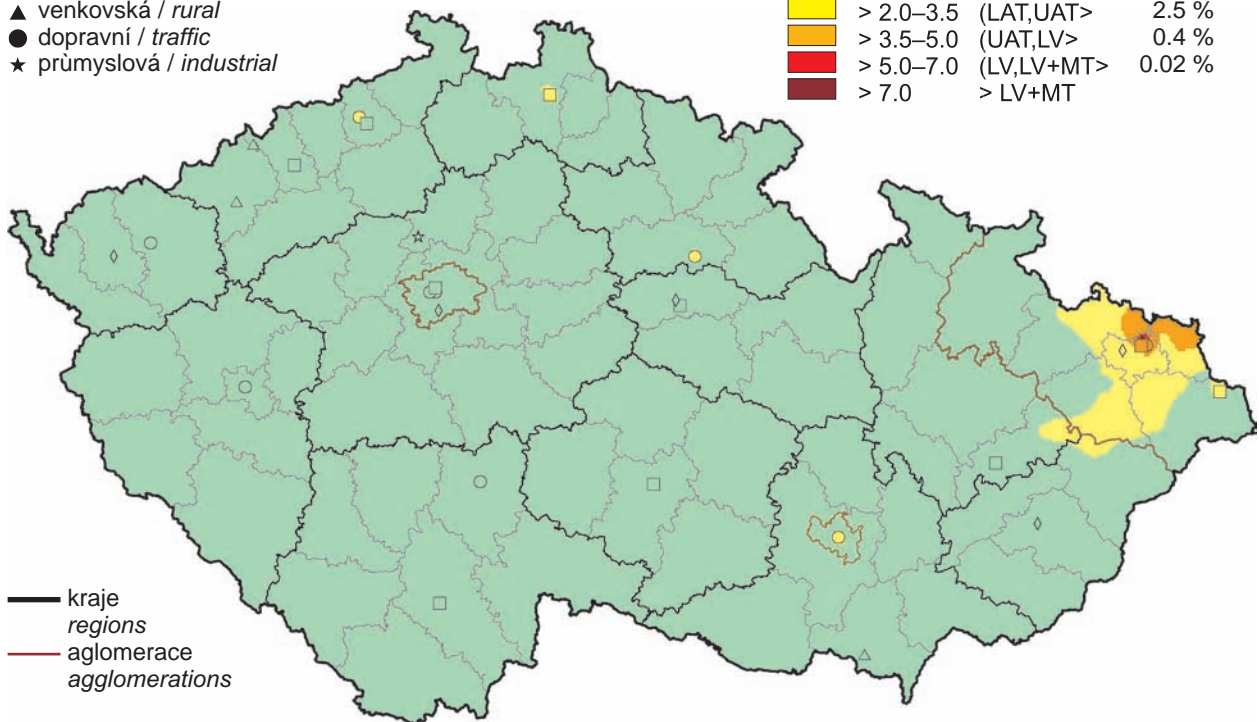 ▲ venkovská / rural
● dopravní / traffic
★ prùmyslová / industrial
> 2.0–3.5 (LAT,UAT> 2.5 %
> 3.5–5.0 (UAT,LV> 0.4 %
> 5.0–7.0 (LV,LV+MT> 0.02 %
> 7.0 > LV+MT
kraje
regions
aglomerace
agglomerations